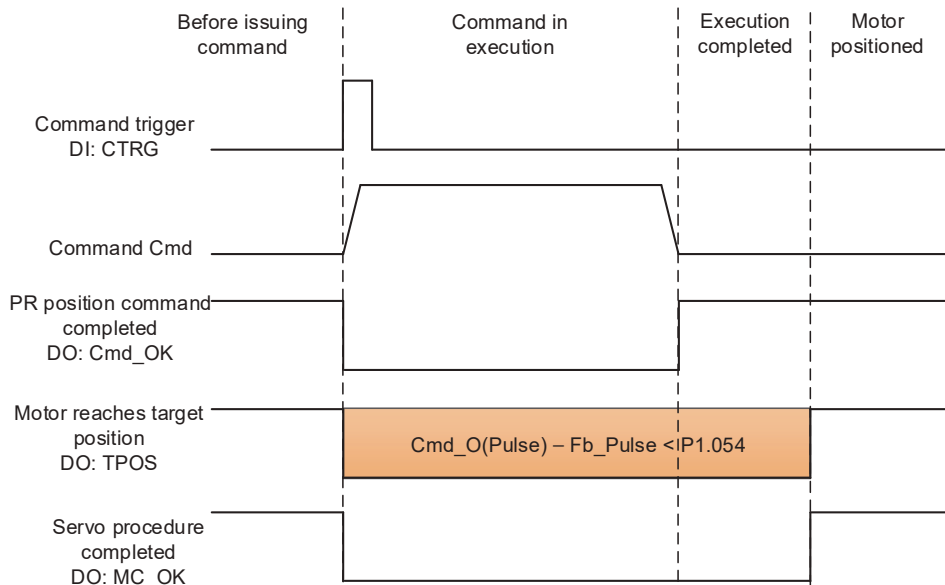 Before issuing
command
Command in
execution
Execution
completed
Motor
positioned
Command trigger
DI: CTRG
Command Cmd
PR position command
completed
DO: Cmd_OK
Motor reaches target
position
DO: TPOS
Cmd_O(Pulse) – Fb_Pulse < P1.054
Servo procedure
completed
DO: MC_OK